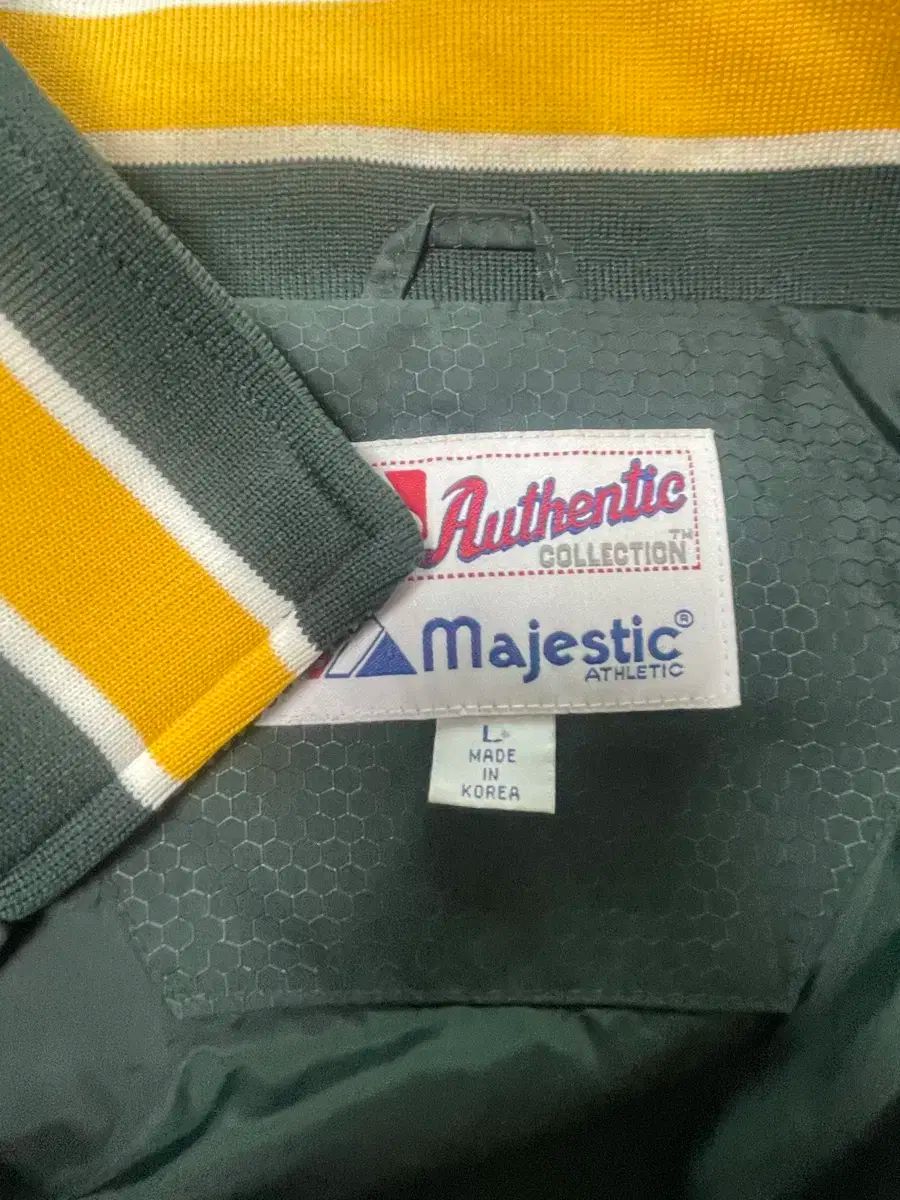 Authentic
COLLECTION™
Majestic®
ATHLETIC
L
MADE
IN
KOREA